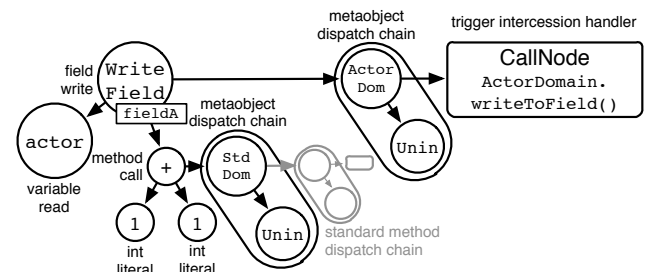 metaobject
dispatch chain
trigger intercession handler
field
write
Write
Field
fieldA
Actor
Dom
Unin
CallNode
ActorDomain.
writeToField()
actor
variable
read
metaobject
dispatch chain
method
call
+
Std
Dom
Unin
standard method
dispatch chain
1
1
int
literal
int
literal